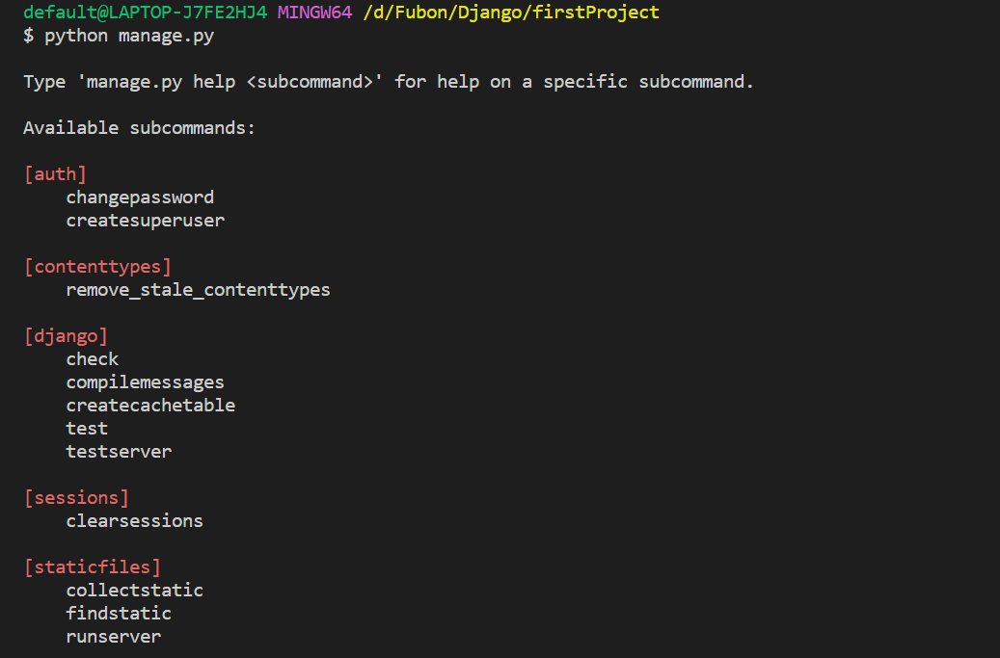 default@LAPTOP-J7FE2HJ4 MINGW64 /d/Fubon/Django/firstProject
$ python manage.py
Type 'manage.py help <subcommand>' for help on a specific subcommand.
Available subcommands:
[auth]
changepassword
createsuperuser
[contenttypes]
remove_stale_contenttypes
[django]
check
compilemessages
createcachetable
test
testserver
[sessions]
clearsessions
[staticfiles]
collectstatic
findstatic
runserver